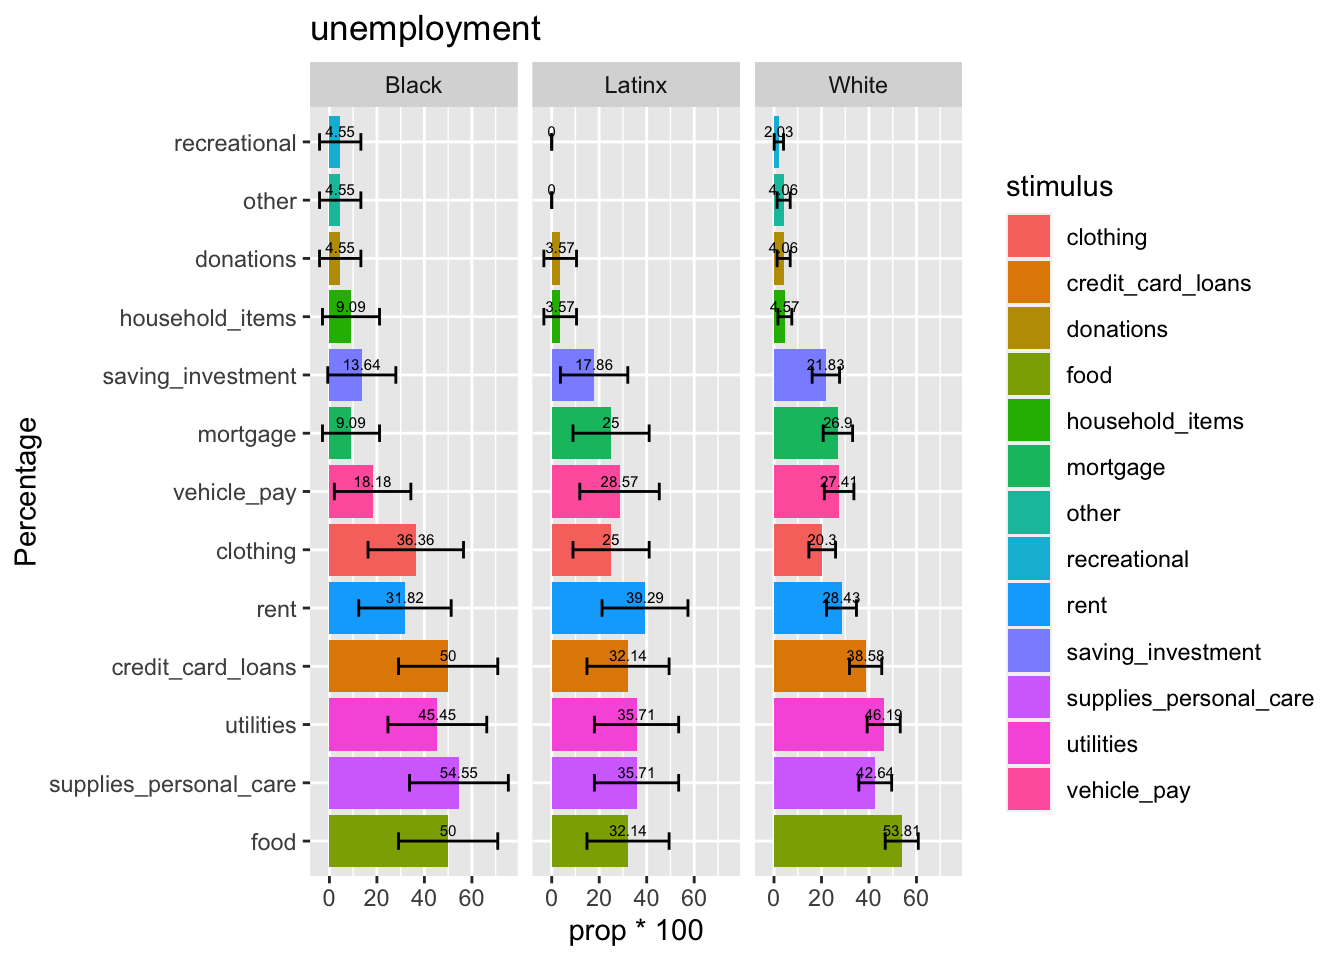 unemployment
Black Latinx White
recreational 4.55 0 2.03
other 4.55 0 4.06
donations 4.55 3.57 4.06
household_items 9.09 3.57 4.57
saving_investment 13.64 17.86 21.83
mortgage 9.09 25 26.9
vehicle_pay 18.18 28.57 27.41
clothing 36.36 25 20.3
rent 31.82 39.29 28.43
credit_card_loans 50 32.14 38.58
utilities 45.45 35.71 46.19
supplies_personal_care 54.55 35.71 42.64
food 50 32.14 53.81
0 20 40 60 0 20 40 60 0 20 40 60
prop * 100
Percentage
stimulus
clothing
credit_card_loans
donations
food
household_items
mortgage
other
recreational
rent
saving_investment
supplies_personal_care
utilities
vehicle_pay